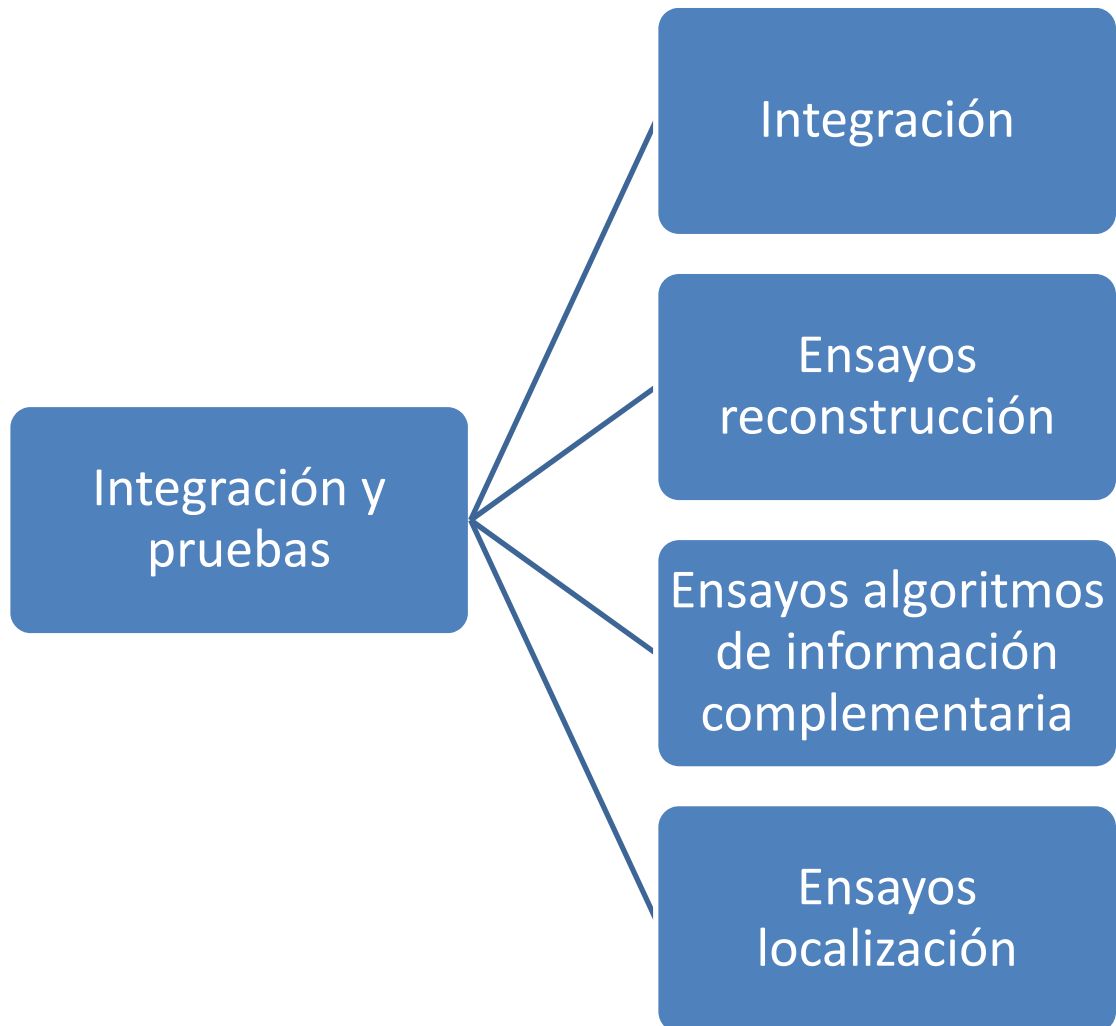 Integración
Ensayos
reconstrucción
Integración y
pruebas
Ensayos algoritmos
de información
complementaria
Ensayos
localización